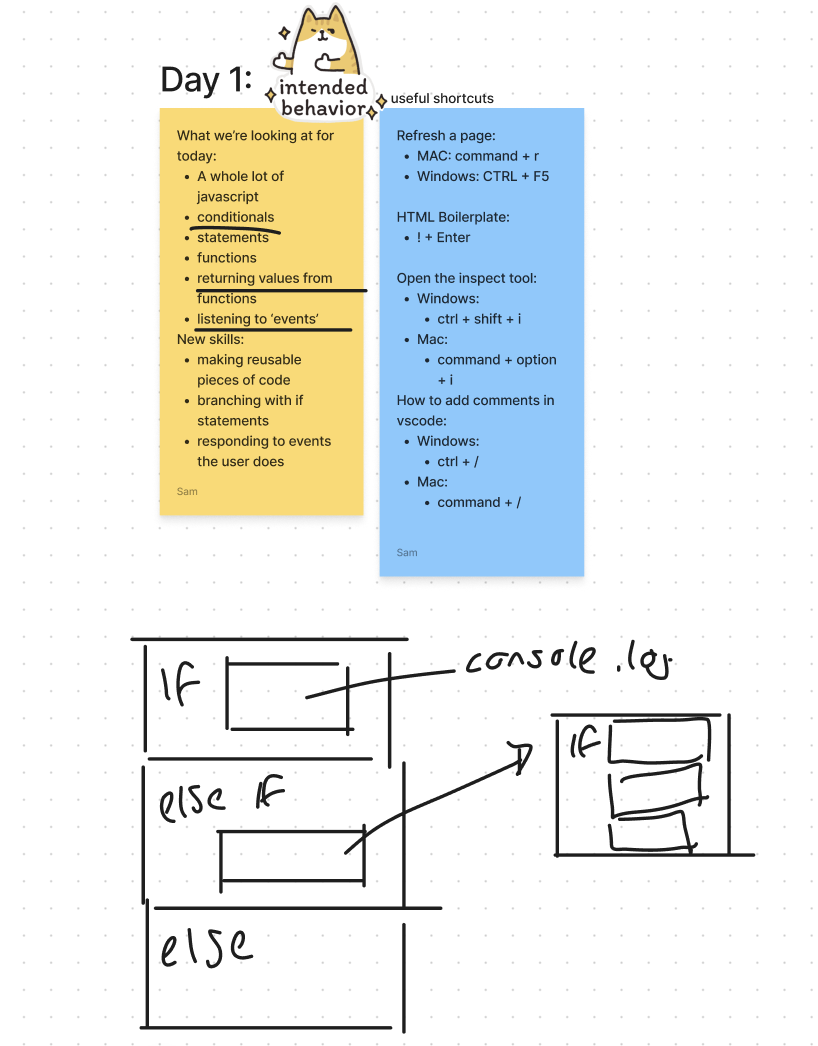 Day 1:
intended
behavior
What we're looking at for
today:
• A whole lot of
javascript
• conditionals
• statements
• functions
• returning values from
functions
• listening to ‘events’
New skills:
• making reusable
pieces of code
• branching with if
statements
• responding to events
the user does
Sam
useful shortcuts
Refresh a page:
• MAC: command + r
• Windows: CTRL + F5
HTML Boilerplate:
• ! + Enter
Open the inspect tool:
• Windows:
• ctrl + shift + i
• Mac:
• command + option
+ i
How to add comments in
vscode:
• Windows:
• ctrl + /
• Mac:
• command + /
Sam
IF
console.log
else IF
IF
else